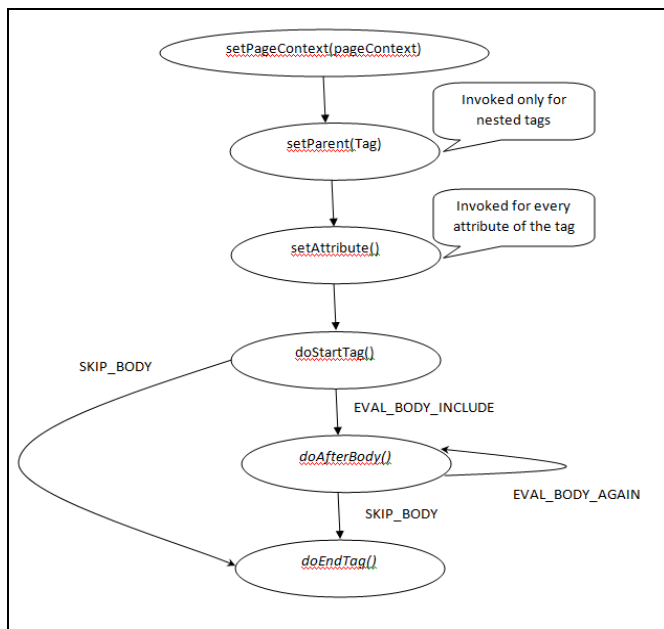 setPageContext(pageContext)
Invoked only for
nested tags
setParent(Tag)
Invoked for every
attribute of the tag
setAttribute()
doStartTag()
SKIP_BODY
EVAL_BODY_INCLUDE
doAfterBody()
EVAL_BODY_AGAIN
SKIP_BODY
doEndTag()